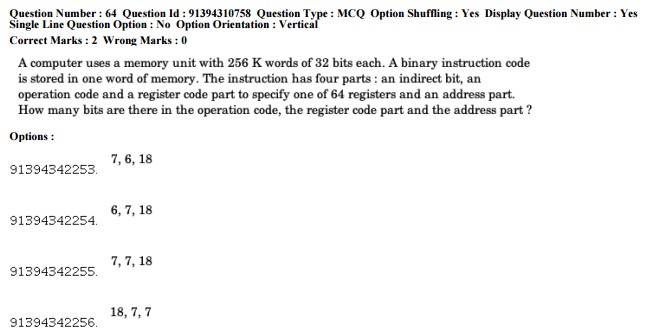 Question Number : 64 Question Id : 91394310758 Question Type : MCQ Option Shuffling : Yes Display Question Number : Yes
Single Line Question Option : No Option Orientation : Vertical
Correct Marks : 2 Wrong Marks : 0
A computer uses a memory unit with 256 K words of 32 bits each. A binary instruction code
is stored in one word of memory. The instruction has four parts : an indirect bit, an
operation code and a register code part to specify one of 64 registers and an address part.
How many bits are there in the operation code, the register code part and the address part ?
Options :
7, 6, 18
91394342253.
6, 7, 18
91394342254.
7, 7, 18
91394342255.
18, 7, 7
91394342256.